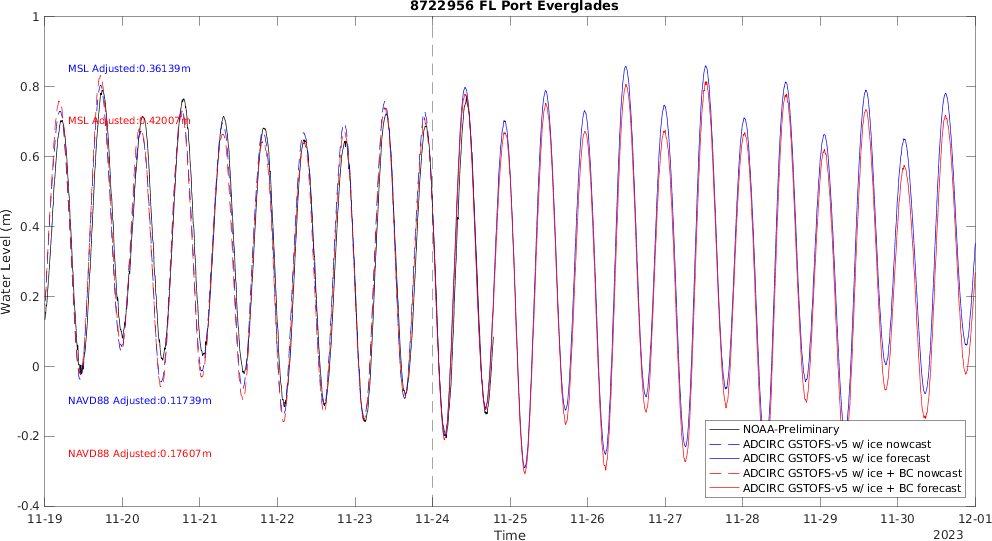 8722956 FL Port Everglades
1
0.8
0.6
0.4
0.2
0
-0.2
-0.4
Water Level (m)
MSL Adjusted:0.36139m
MSL Adjusted:0.42007m
NAVD88 Adjusted:0.11739m
NAVD88 Adjusted:0.17607m
NOAA-Preliminary
ADCIRC GSTOFS-v5 w/ ice nowcast
ADCIRC GSTOFS-v5 w/ ice forecast
ADCIRC GSTOFS-v5 w/ ice + BC nowcast
ADCIRC GSTOFS-v5 w/ ice + BC forecast
11-19 11-20 11-21 11-22 11-23 11-24 11-25 11-26 11-27 11-28 11-29 11-30 12-01
Time
2023